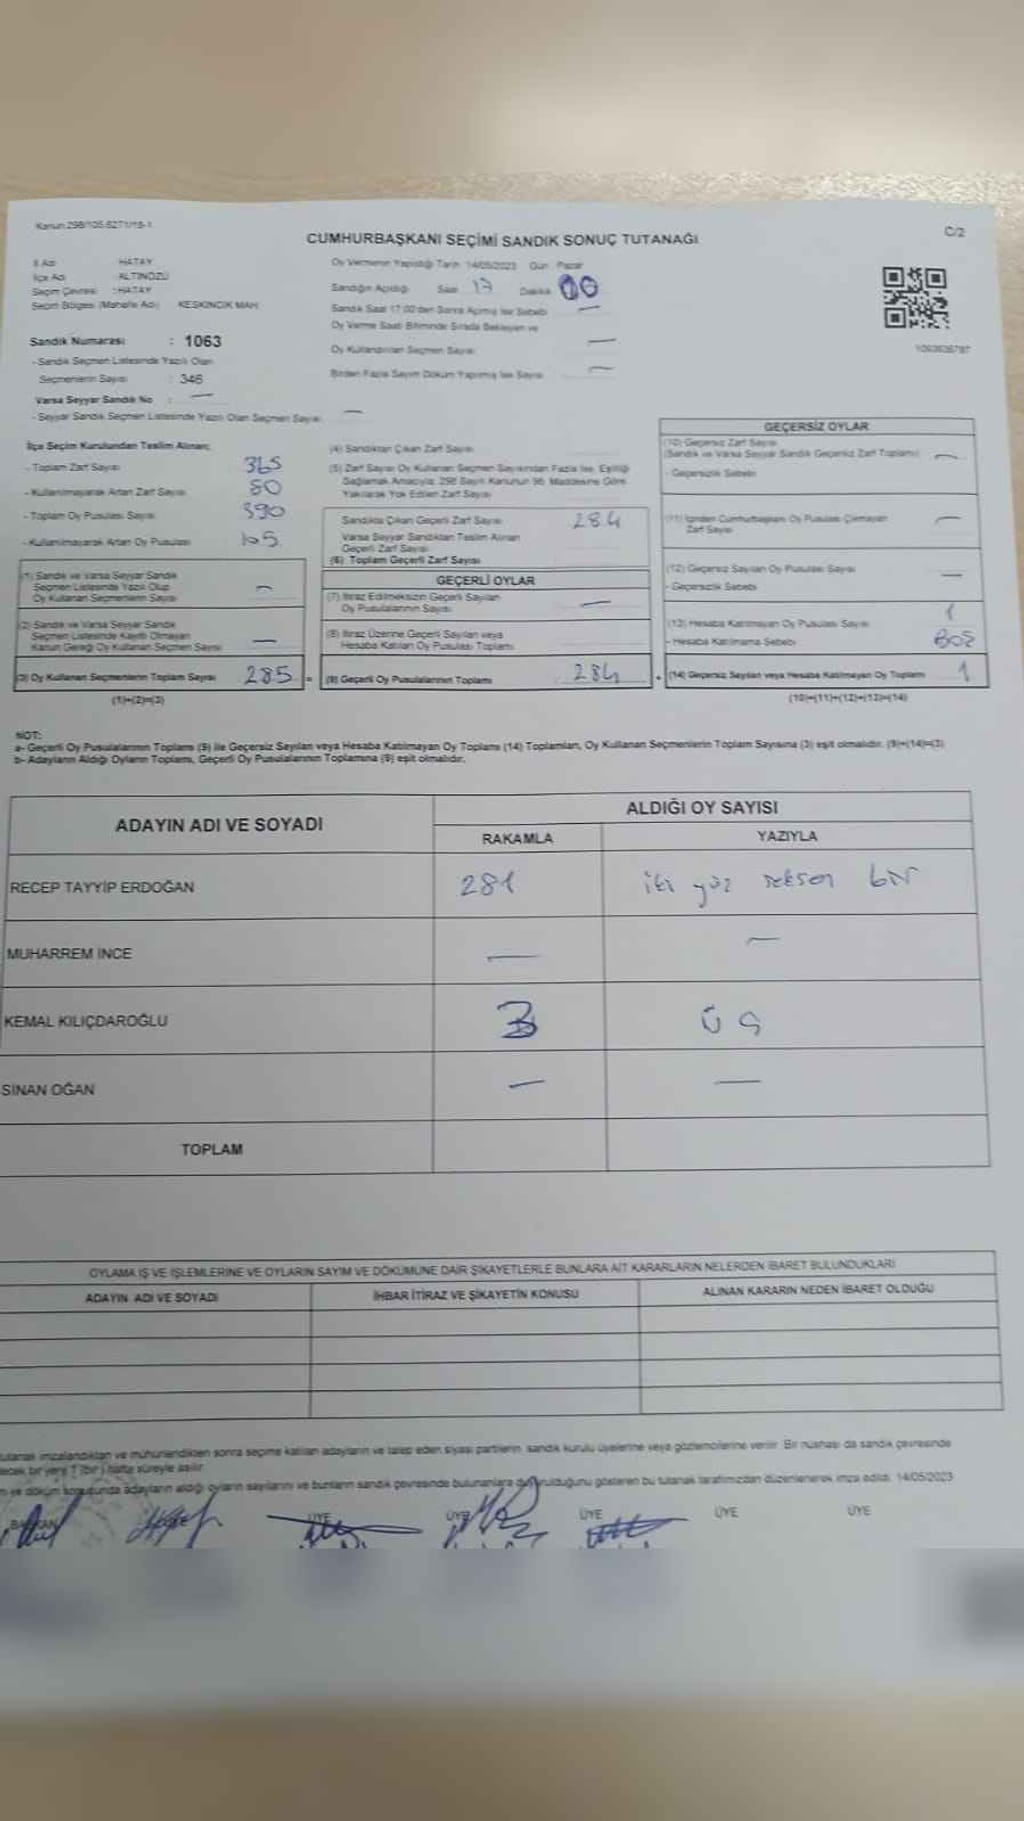 Kanun:298/105-6271/15-1
C/2
CUMHURBAŞKANI SEÇİMİ SANDIK SONUÇ TUTANAĞI
İl Adı : HATAY
İlçe Adı : ALTINÖZÜ
Seçim Çevresi : HATAY
Seçim Bölgesi (Mahalle Adı) KESKİNCİK MAH.
Sandık Numarası : 1063
- Sandık Seçmen Listesinde Yazılı Olan
Seçmenlerin Sayısı : 346
Varsa Seyyar Sandık No : —
- Seyyar Sandık Seçmen Listesinde Yazılı Olan Seçmen Sayısı —
Oy Vermenin Yapıldığı Tarih 14/05/2023 Gün Pazar
Sandığın Açıldığı Saat 17 Dakika 00
Sandık Saat 17:00'den Sonra Açılmış İse Sebebi —
Oy Verme Saati Bitiminde Sırada Bekleyen ve
Oy Kullandırılan Seçmen Sayısı —
Birden Fazla Sayım Döküm Yapılmış İse Sayısı —
İlçe Seçim Kurulundan Teslim Alınan;
- Toplam Zarf Sayısı 365
- Kullanılmayarak Artan Zarf Sayısı 80
- Toplam Oy Pusulası Sayısı 390
- Kullanılmayarak Artan Oy Pusulası 105
(1) Sandık ve Varsa Seyyar Sandık
Seçmen Listesinde Yazılı Olup
Oy Kullanan Seçmenlerin Sayısı —
(2) Sandık ve Varsa Seyyar Sandık
Seçmen Listesinde Kayıtlı Olmayan
Kanun Gereği Oy Kullanan Seçmen Sayısı —
(3) Oy Kullanan Seçmenlerin Toplam Sayısı 285 =
(1)+(2)=(3)
(4) Sandıktan Çıkan Zarf Sayısı
(5) Zarf Sayısı Oy Kullanan Seçmen Sayısından Fazla İse, Eşitliği
Sağlamak Amacıyla; 298 Sayılı Kanunun 98. Maddesine Göre
Yakılarak Yok Edilen Zarf Sayısı
Sandıkta Çıkan Geçerli Zarf Sayısı 284
Varsa Seyyar Sandıktan Teslim Alınan
Geçerli Zarf Sayısı
(6) Toplam Geçerli Zarf Sayısı
GEÇERLİ OYLAR
(7) İtiraz Edilmeksizin Geçerli Sayılan
Oy Pusulalarının Sayısı —
(8) İtiraz Üzerine Geçerli Sayılan veya
Hesaba Katılan Oy Pusulası Toplamı
(9) Geçerli Oy Pusulalarının Toplamı 284 +
GEÇERSİZ OYLAR
(10) Geçersiz Zarf Sayısı
(Sandık ve Varsa Seyyar Sandık Geçersiz Zarf Toplamı) —
- Geçersizlik Sebebi
(11) İçinden Cumhurbaşkanı Oy Pusulası Çıkmayan
Zarf Sayısı —
(12) Geçersiz Sayılan Oy Pusulası Sayısı —
- Geçersizlik Sebebi
(13) Hesaba Katılmayan Oy Pusulası Sayısı 1
- Hesaba Katılmama Sebebi BOŞ
(14) Geçersiz Sayılan veya Hesaba Katılmayan Oy Toplamı 1
(10)+(11)+(12)+(13)=(14)
NOT:
a- Geçerli Oy Pusulalarının Toplamı (9) ile Geçersiz Sayılan veya Hesaba Katılmayan Oy Toplamı (14) Toplamları, Oy Kullanan Seçmenlerin Toplam Sayısına (3) eşit olmalıdır. (9)+(14)=(3)
b- Adayların Aldığı Oyların Toplamı, Geçerli Oy Pusulalarının Toplamına (9) eşit olmalıdır.
ADAYIN ADI VE SOYADI
ALDIĞI OY SAYISI
RAKAMLA YAZIYLA
RECEP TAYYİP ERDOĞAN 281 iki yüz seksen bir
MUHARREM İNCE — —
KEMAL KILIÇDAROĞLU 3 üç
SİNAN OĞAN — —
TOPLAM
OYLAMA İŞ VE İŞLEMLERİNE VE OYLARIN SAYIM VE DÖKÜMÜNE DAİR ŞİKAYETLERLE BUNLARA AİT KARARLARIN NELERDEN İBARET BULUNDUKLARI
ADAYIN ADI VE SOYADI İHBAR İTİRAZ VE ŞİKAYETİN KONUSU ALINAN KARARIN NEDEN İBARET OLDUĞU
tutanak imzalandıktan ve mühürlendikten sonra seçime katılan adayların ve talep eden siyasi partilerin sandık kurulu üyelerine veya gözlemcilerine verilir. Bir nüshası da sandık çevresinde
bir yere 1 (bir) hafta süreyle asılır.
ve döküm sonucunda adayların aldığı oyların sayılarını ve bunların sandık çevresinde bulunanlara duyurulduğunu gösteren bu tutanak tarafımızdan düzenlenerek imza edildi. 14/05/2023
BAŞKAN ÜYE ÜYE ÜYE ÜYE ÜYE